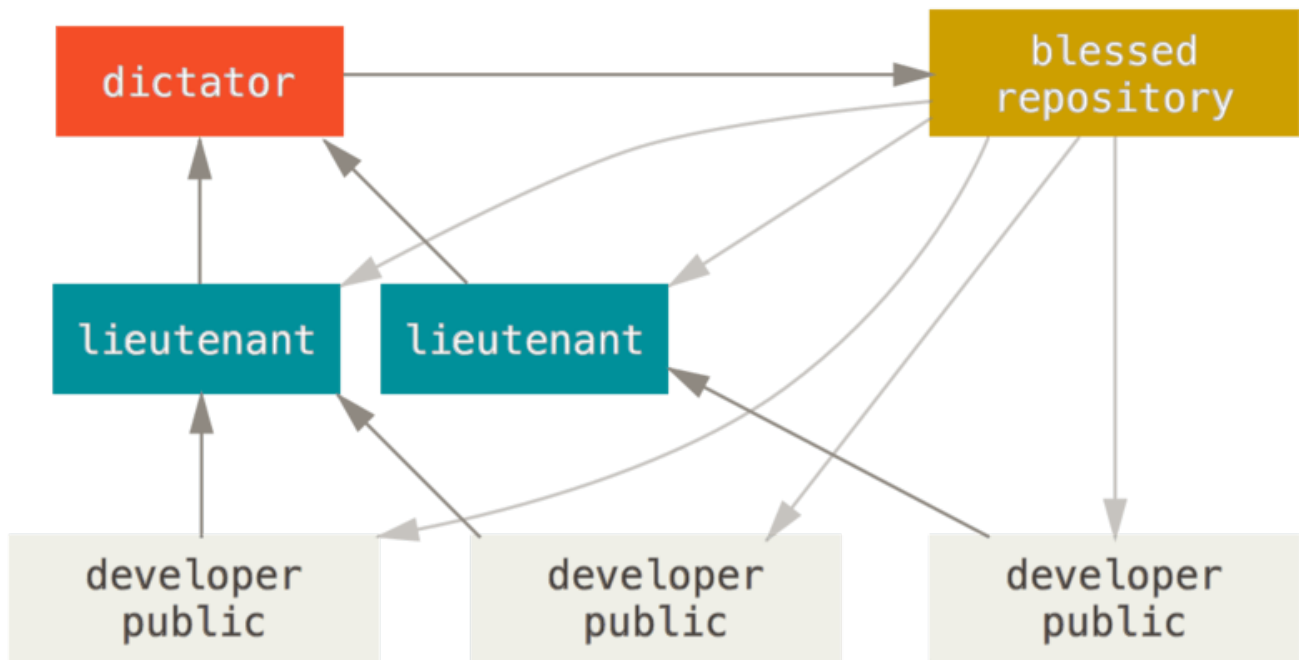 dictator
blessed
repository
lieutenant
lieutenant
developer
public
developer
public
developer
public